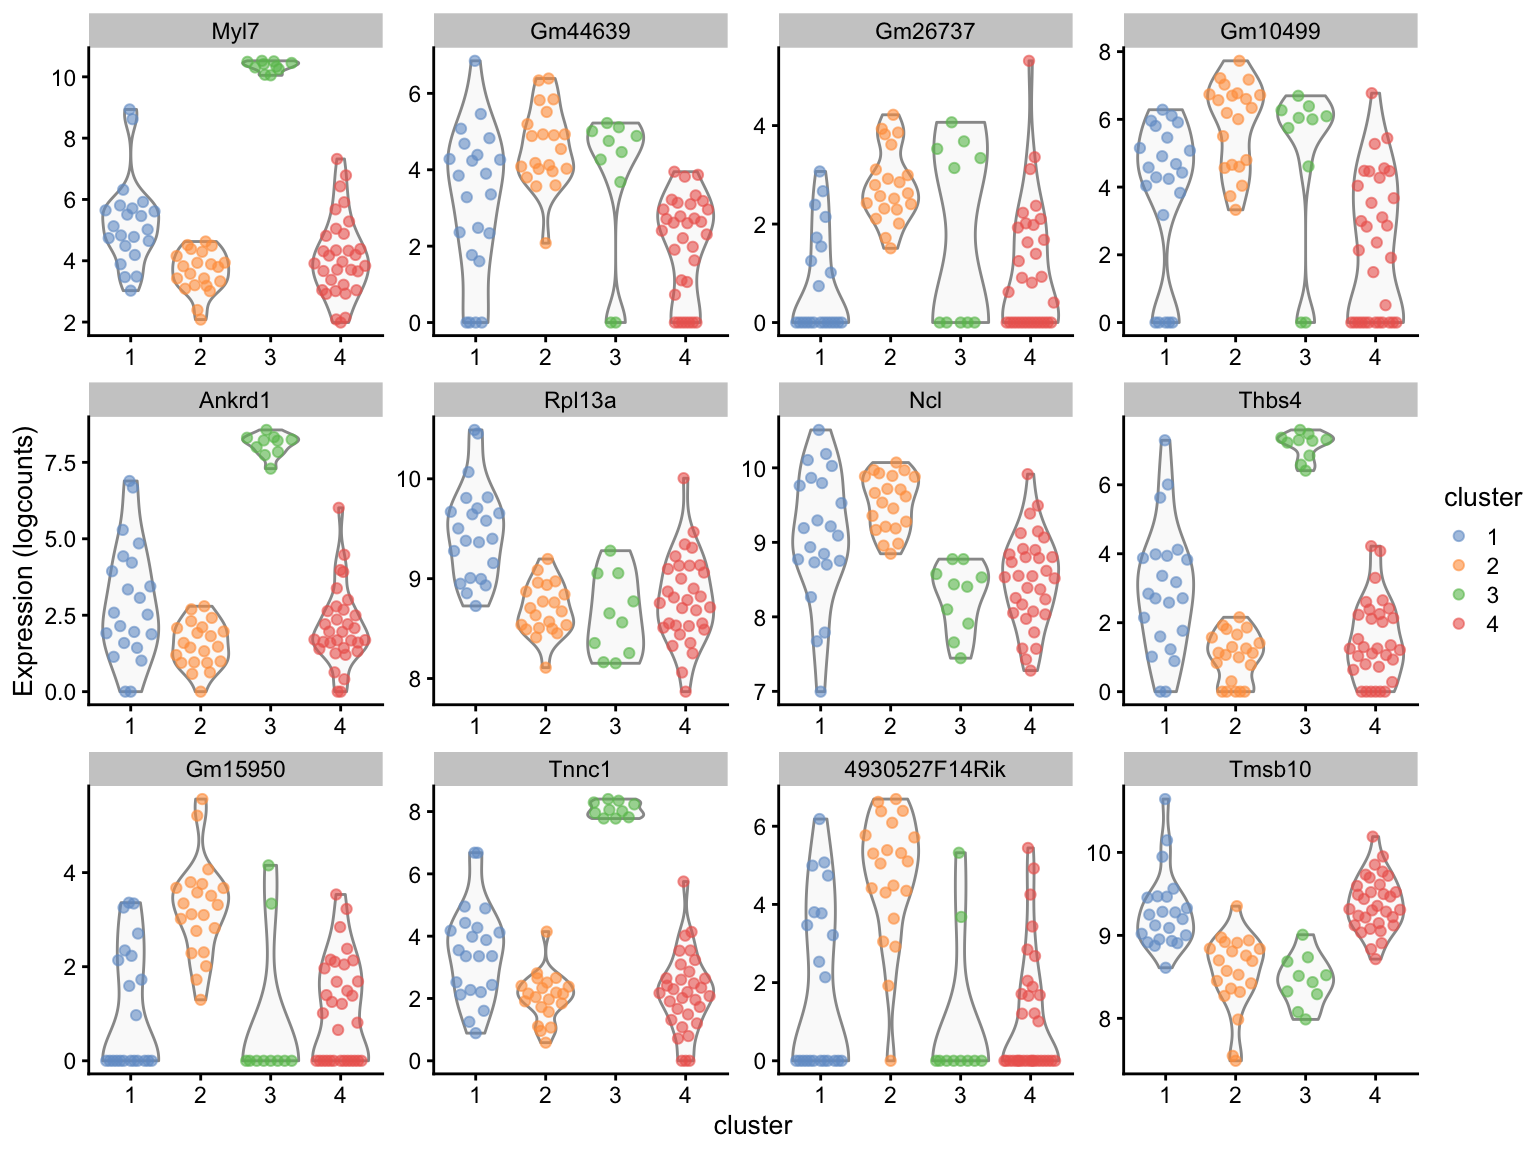 Myl7 Gm44639 Gm26737 Gm10499
10 8 6 4 2
6 4 2 0
4 2 0
8 6 4 2 0
1 2 3 4 1 2 3 4 1 2 3 4 1 2 3 4
Ankrd1 Rpl13a Ncl Thbs4
7.5 5.0 2.5 0.0
10 9 8
10 9 8 7
6 4 2 0
1 2 3 4 1 2 3 4 1 2 3 4 1 2 3 4
Gm15950 Tnnc1 4930527F14Rik Tmsb10
4 2 0
8 6 4 2 0
6 4 2 0
10 9 8
1 2 3 4 1 2 3 4 1 2 3 4 1 2 3 4
Expression (logcounts)
cluster
cluster
1
2
3
4